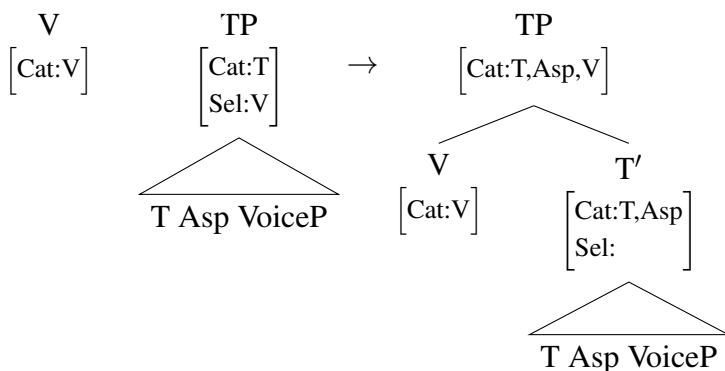 V TP → TP
[Cat:V] [Cat:T Sel:V] [Cat:T,Asp,V]
T Asp VoiceP
V T′
[Cat:V] [Cat:T,Asp Sel: ]
T Asp VoiceP